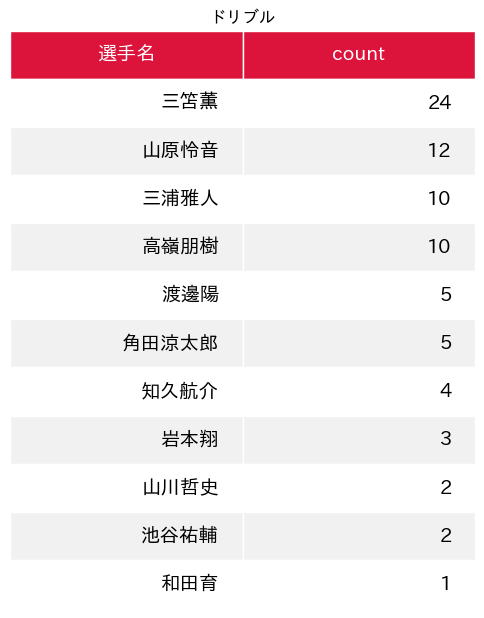 ドリブル
選手名 count
三笘薫 24
山原怜音 12
三浦雅人 10
高嶺朋樹 10
渡邊陽 5
角田涼太郎 5
知久航介 4
岩本翔 3
山川哲史 2
池谷祐輔 2
和田育 1